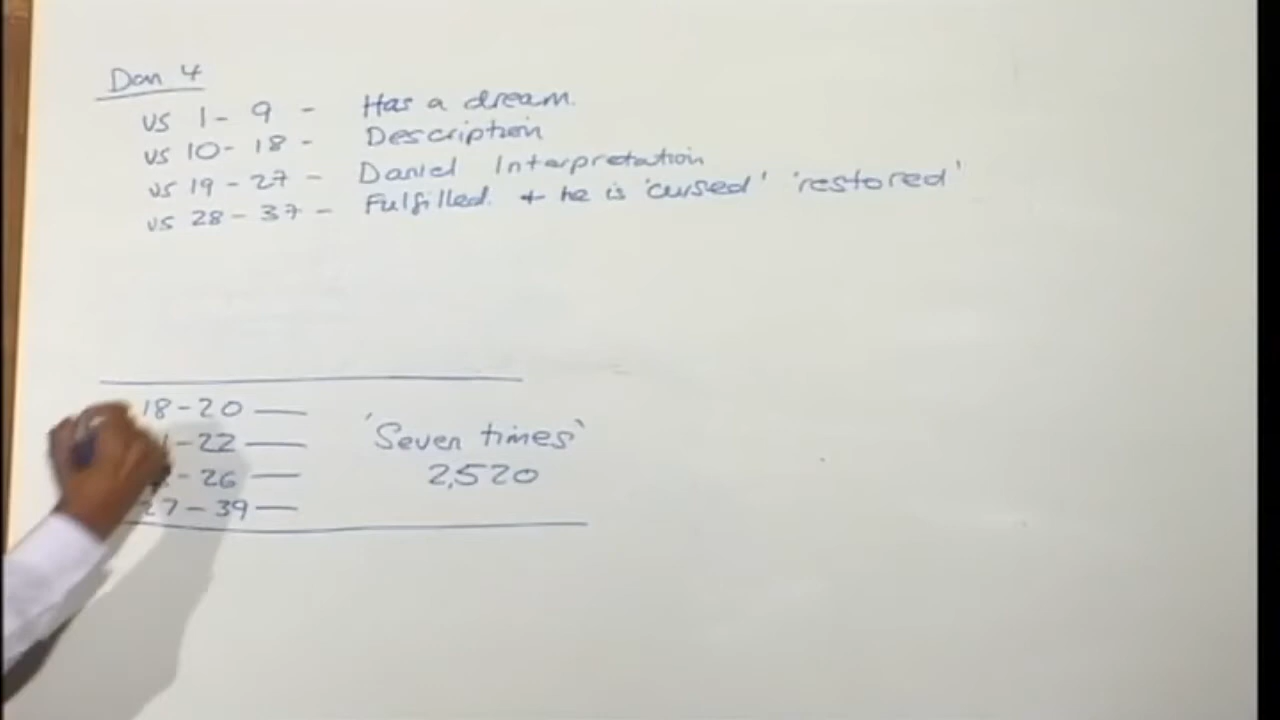 Dan 4
vs 1 - 9 - Has a dream.
vs 10 - 18 - Description
vs 19 - 27 - Daniel Interpretation
vs 28 - 37 - Fulfilled. + he is 'cursed' 'restored'
18 - 20 —
- 22 — 'Seven times'
- 26 — 2,520
27 - 39 —